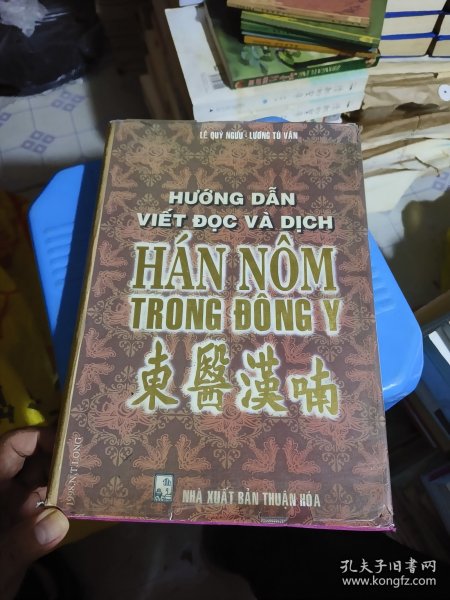 LÊ QUÝ NGƯU - LƯƠNG TÚ VÂN
HƯỚNG DẪN
VIẾT ĐỌC VÀ DỊCH
HÁN NÔM
TRONG ĐÔNG Y
東醫漢喃
NHÀ XUẤT BẢN THUẬN HÓA
孔夫子旧书网
www.kongfz.com